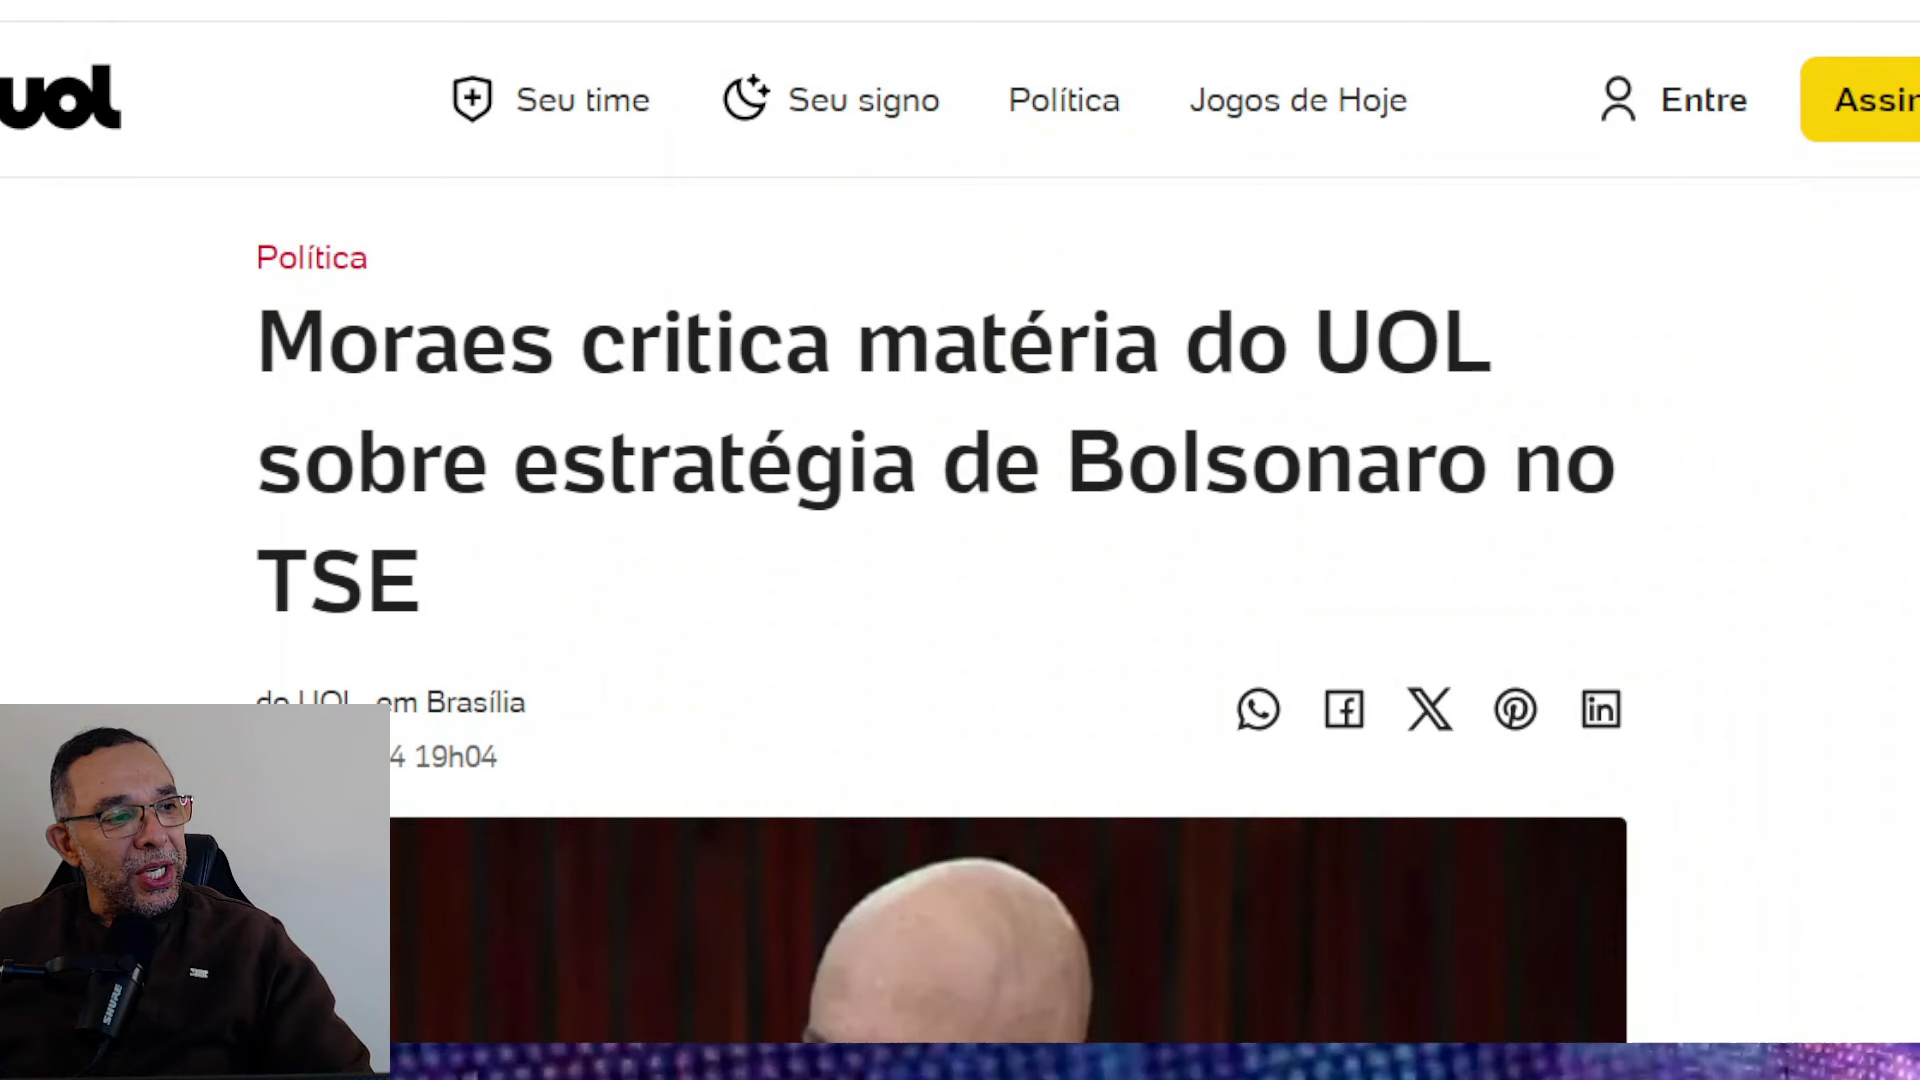 uol
Seu time
Seu signo
Política
Jogos de Hoje
Entre
Assin
Política
Moraes critica matéria do UOL
sobre estratégia de Bolsonaro no
TSE
do UOL, em Brasília
4 19h04
SHURE